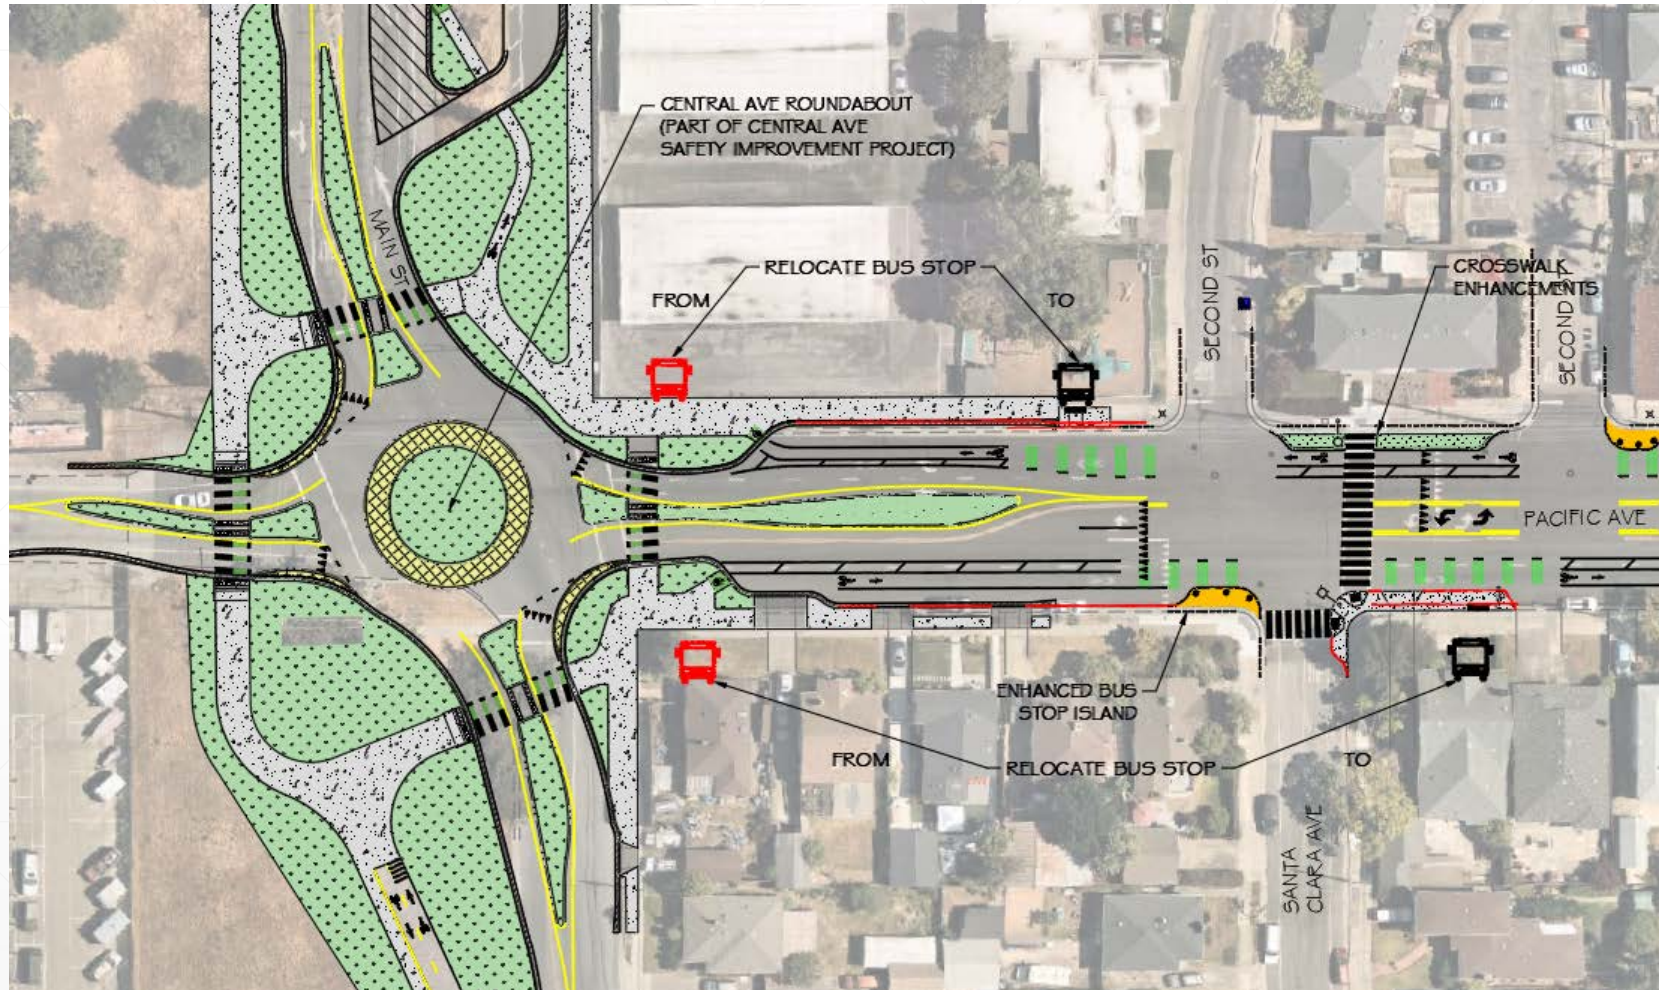 CENTRAL AVE ROUNDABOUT
(PART OF CENTRAL AVE
SAFETY IMPROVEMENT PROJECT)
MAIN ST
RELOCATE BUS STOP
FROM
TO
SECOND ST
CROSSWALK
ENHANCEMENTS
SECOND ST
PACIFIC AVE
ENHANCED BUS
STOP ISLAND
FROM
RELOCATE BUS STOP
TO
SANTA
CLARA AVE